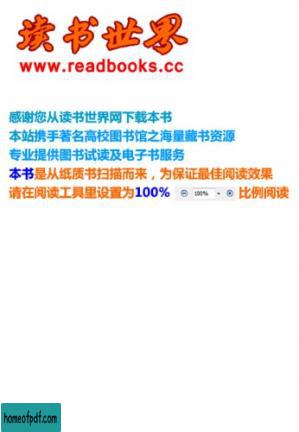 读书世界
www.readbooks.cc
感谢您从读书世界网下载本书
本站携手著名高校图书馆之海量藏书资源
专业提供图书试读及电子书服务
本书是从纸质书扫描而来，为保证最佳阅读效果
请在阅读工具里设置为100% 100% 比例阅读
homeofpdf.com